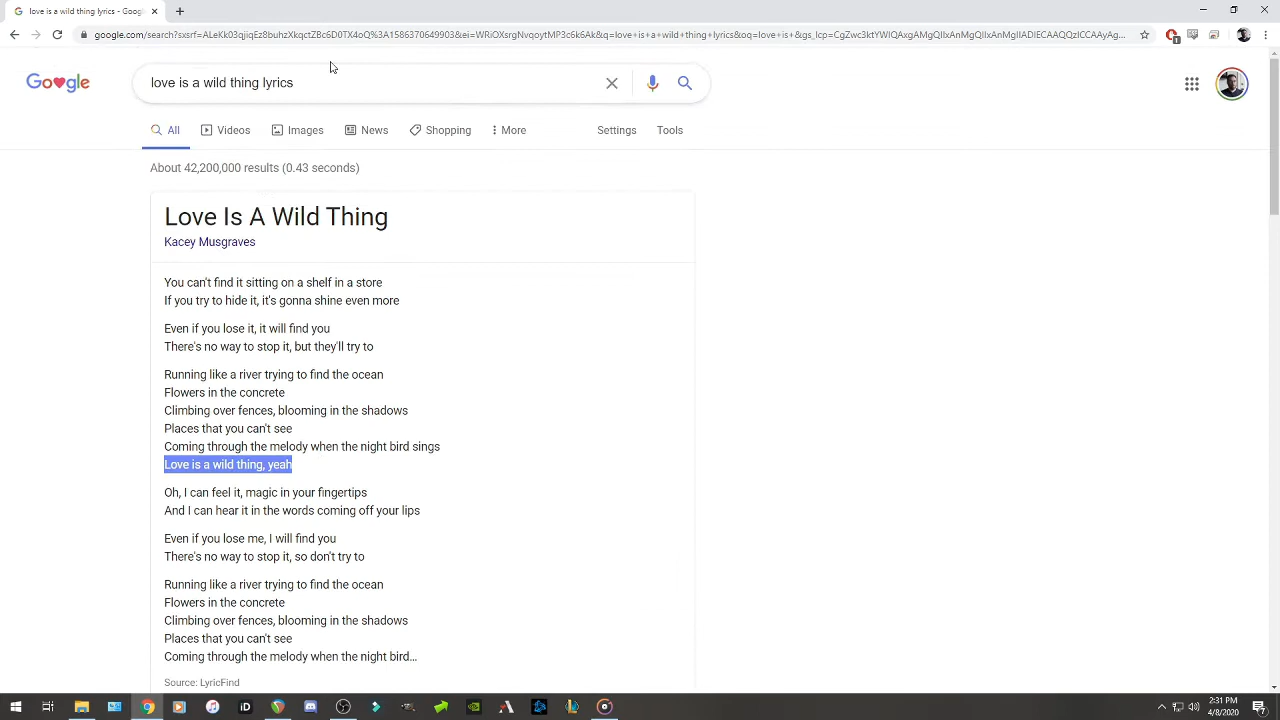 love is a wild thing lyrics - Goo
google.com/search?sxsrf=
love is a wild thing lyrics
All
Videos
Images
News
Shopping
More
Settings
Tools
About 42,200,000 results (0.43 seconds)
Love Is A Wild Thing
Kacey Musgraves
You can't find it sitting on a shelf in a store
If you try to hide it, it's gonna shine even more
Even if you lose it, it will find you
There's no way to stop it, but they'll try to
Running like a river trying to find the ocean
Flowers in the concrete
Climbing over fences, blooming in the shadows
Places that you can't see
Coming through the melody when the night bird sings
Love is a wild thing, yeah
Oh, I can feel it, magic in your fingertips
And I can hear it in the words coming off your lips
Even if you lose me, I will find you
There's no way to stop it, so don't try to
Running like a river trying to find the ocean
Flowers in the concrete
Climbing over fences, blooming in the shadows
Places that you can't see
Coming through the melody when the night bird...
Source: LyricFind
iD
2:31 PM
4/8/2020